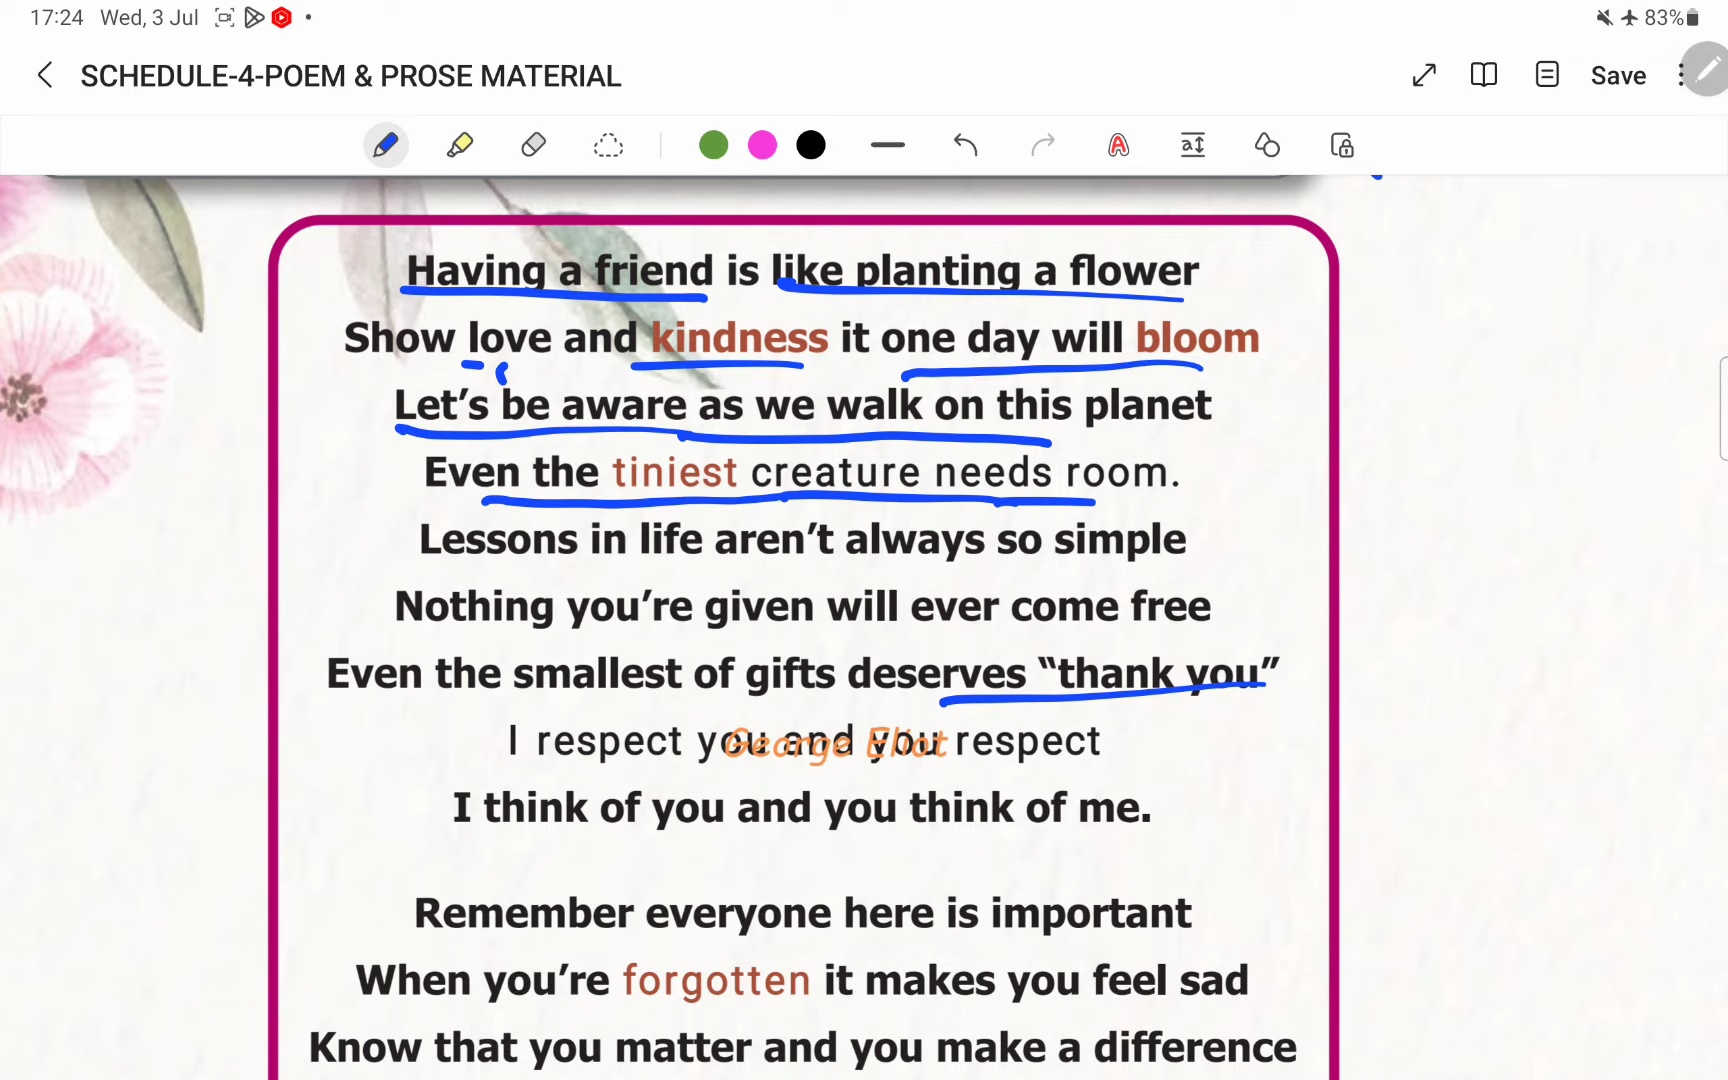 17:24 Wed, 3 Jul
83%
SCHEDULE-4-POEM & PROSE MATERIAL
Save
Having a friend is like planting a flower
Show love and kindness it one day will bloom
Let's be aware as we walk on this planet
Even the tiniest creature needs room.
Lessons in life aren't always so simple
Nothing you're given will ever come free
Even the smallest of gifts deserves “thank you”
I respect you and you respect
George Eliot
I think of you and you think of me.
Remember everyone here is important
When you're forgotten it makes you feel sad
Know that you matter and you make a difference